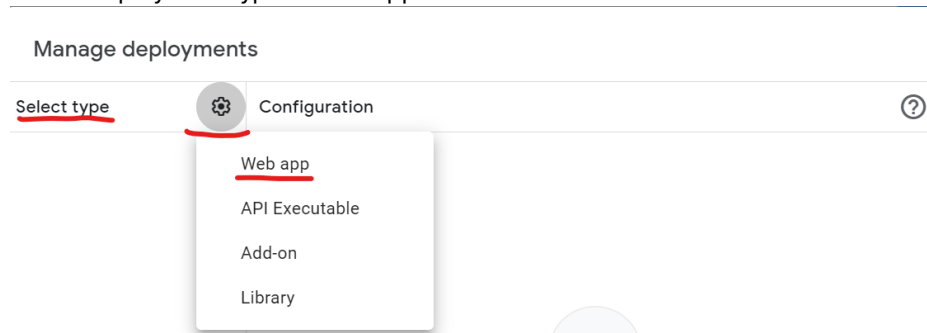 Manage deployments
Select type Configuration
Web app
API Executable
Add-on
Library